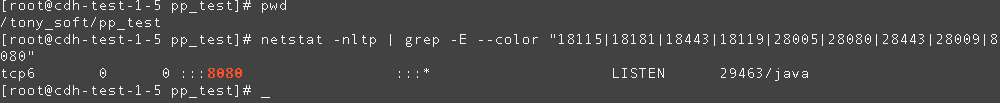 [root@cdh-test-1-5 pp_test]# pwd
/tony_soft/pp_test
[root@cdh-test-1-5 pp_test]# netstat -nltp | grep -E --color "18115|18181|18443|18119|28005|28080|28443|28009|8
080"
tcp6       0      0 :::8080                 :::*                    LISTEN      29463/java
[root@cdh-test-1-5 pp_test]# _